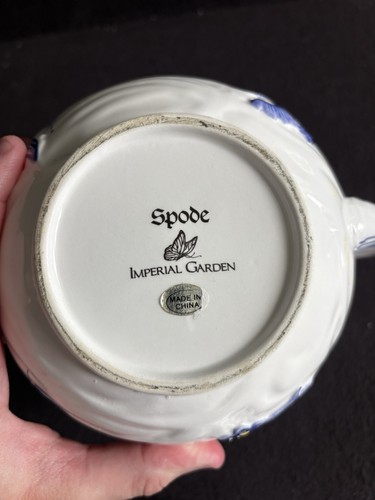 Spode
IMPERIAL GARDEN
MADE IN
CHINA